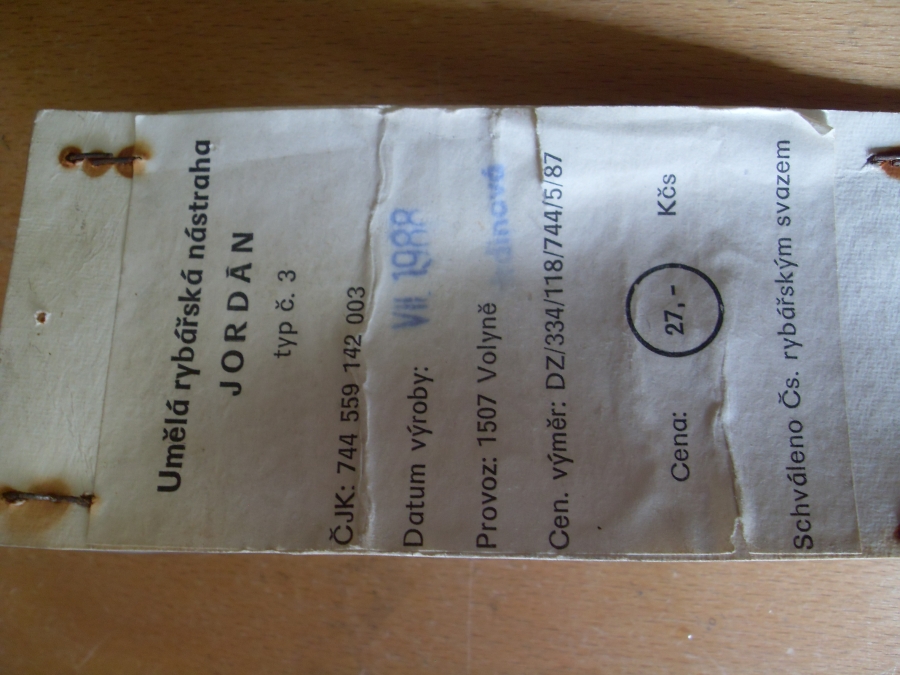 Umělá rybářská nástraha
JORDÁN
typ č. 3
ČJK: 744 559 142 003
Datum výroby: VII. 1988
Provoz: 1507 Volyně
Cen. výměr: DZ/334/118/744/5/87
Cena: 27,- Kčs
Schváleno Čs. rybářským svazem